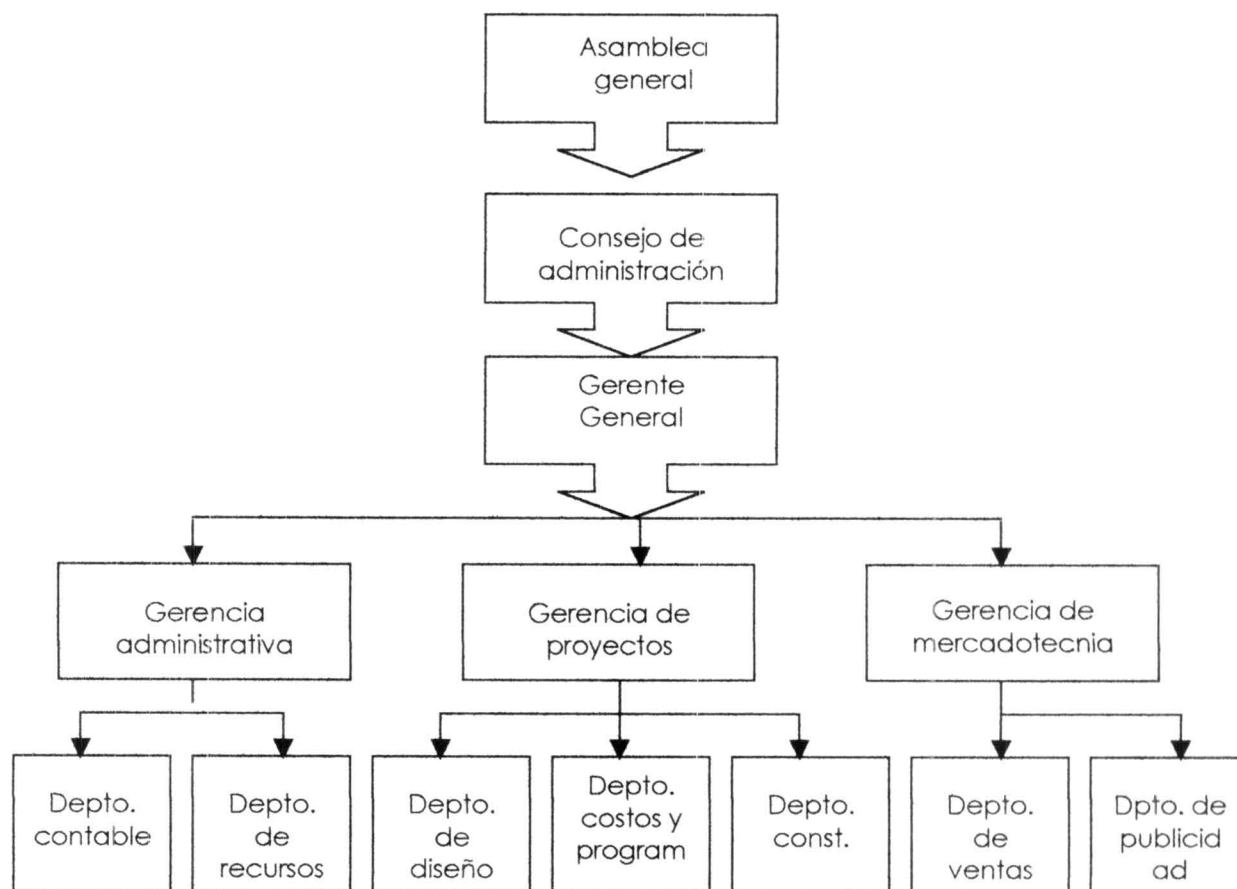 Asamblea
general
Consejo de
administración
Gerente
General
Gerencia
administrativa
Gerencia de
proyectos
Gerencia de
mercadotecnia
Depto.
contable
Depto.
de
recursos
Depto.
de
diseño
Depto.
costos y
program
Depto.
const.
Depto.
de
ventas
Dpto. de
publicid
ad